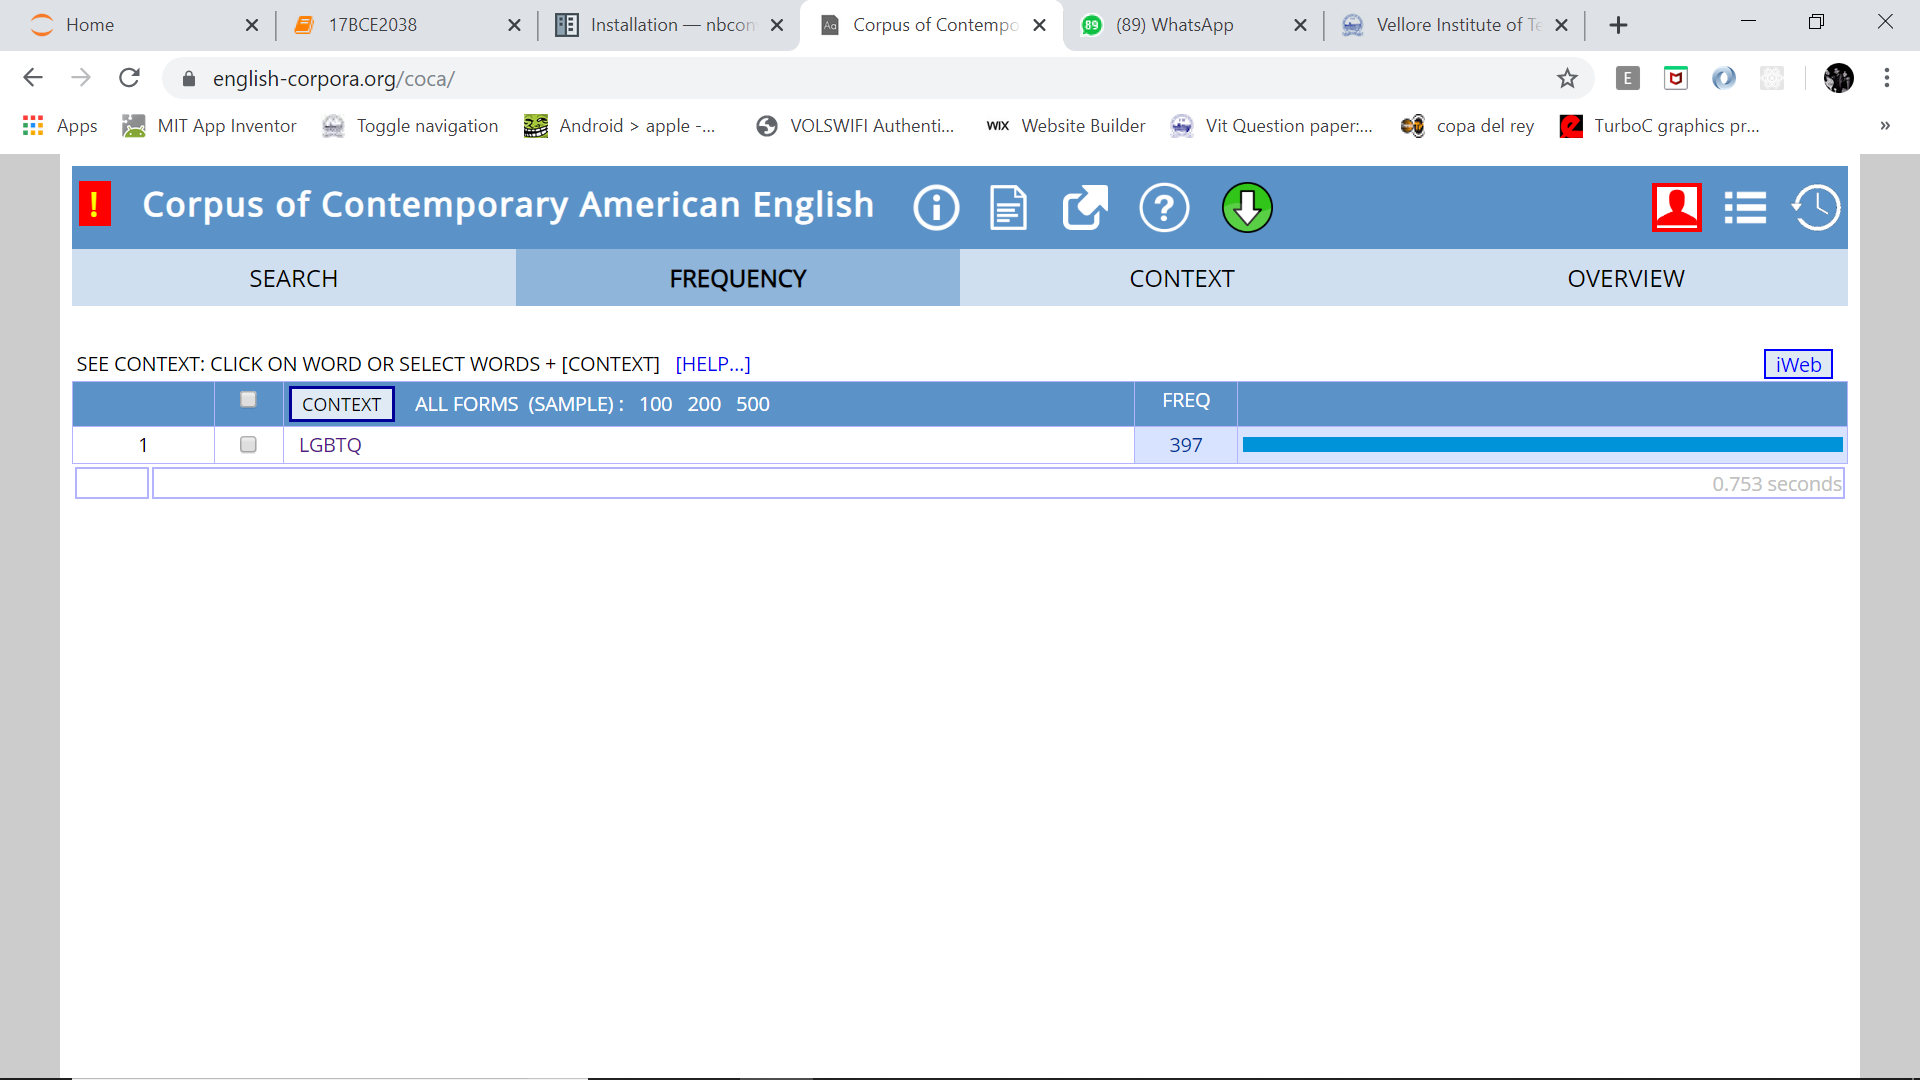 Home
17BCE2038
Installation — nbcon
Corpus of Contempo
(89) WhatsApp
Vellore Institute of Te
english-corpora.org/coca/
E
Apps
MIT App Inventor
Toggle navigation
Android > apple -...
VOLSWIFI Authenti...
WIX Website Builder
Vit Question paper:...
copa del rey
TurboC graphics pr...
»
! Corpus of Contemporary American English
SEARCH FREQUENCY CONTEXT OVERVIEW
SEE CONTEXT: CLICK ON WORD OR SELECT WORDS + [CONTEXT] [HELP...] iWeb
CONTEXT ALL FORMS (SAMPLE) : 100 200 500 FREQ
1 LGBTQ 397
0.753 seconds